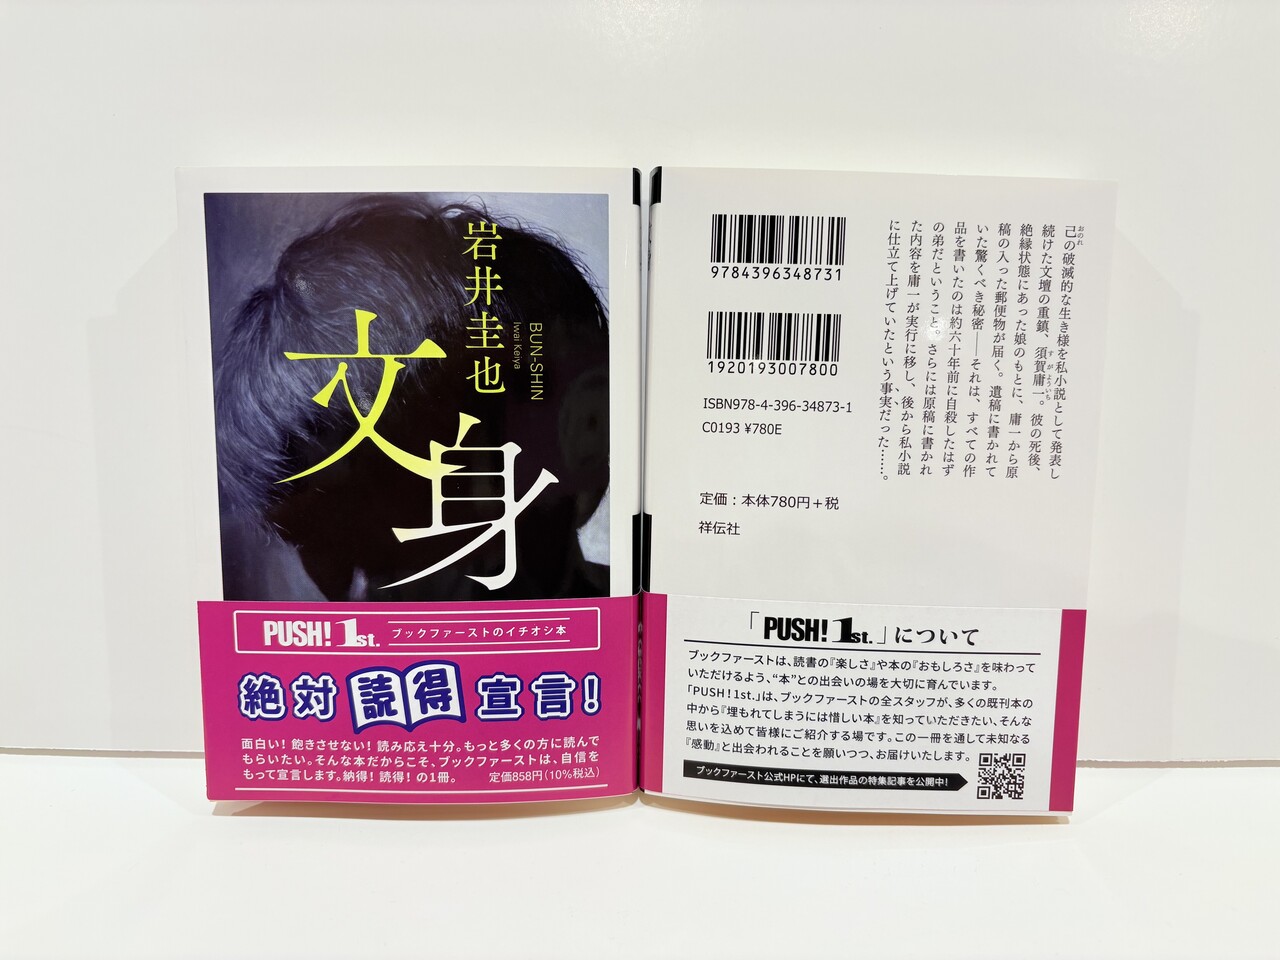 岩井圭也
BUN-SHIN
Iwai Keiya
文身
PUSH! 1st. ブックファーストのイチオシ本
絶対読得宣言!
面白い!飽きさせない!読み応え十分。もっと多くの方に読んで
もらいたい。そんな本だからこそ、ブックファーストは、自信を
もって宣言します。納得!読得!の1冊。 定価858円(10%税込)
9784396348731
1920193007800
ISBN978-4-396-34873-1
C0193 ¥780E
定価:本体780円+税
祥伝社
己の破滅的な生き様を私小説として発表し
おのれ
続けた文壇の重鎮、須賀庸一。彼の死後、
すがよういち
絶縁状態にあった娘のもとに、庸一から原
稿の入った郵便物が届く。遺稿に書かれて
いた驚くべき秘密――それは、すべての作
品を書いたのは約六十年前に自殺したはず
の弟だということ。さらには原稿に書かれ
た内容を庸一が実行に移し、後から私小説
に仕立て上げていたという事実だった……。
「PUSH! 1st.」について
ブックファーストは、読書の『楽しさ』や本の『おもしろさ』を味わって
いただけるよう、“本”との出会いの場を大切に育んでいます。
「PUSH! 1st.」は、ブックファーストの全スタッフが、多くの既刊本の
中から『埋もれてしまうには惜しい本』を知っていただきたい、そんな
思いを込めて皆様にご紹介する場です。この一冊を通して未知なる
『感動』と出会われることを願いつつ、お届けいたします。
ブックファースト公式HPにて、選出作品の特集記事を公開中!